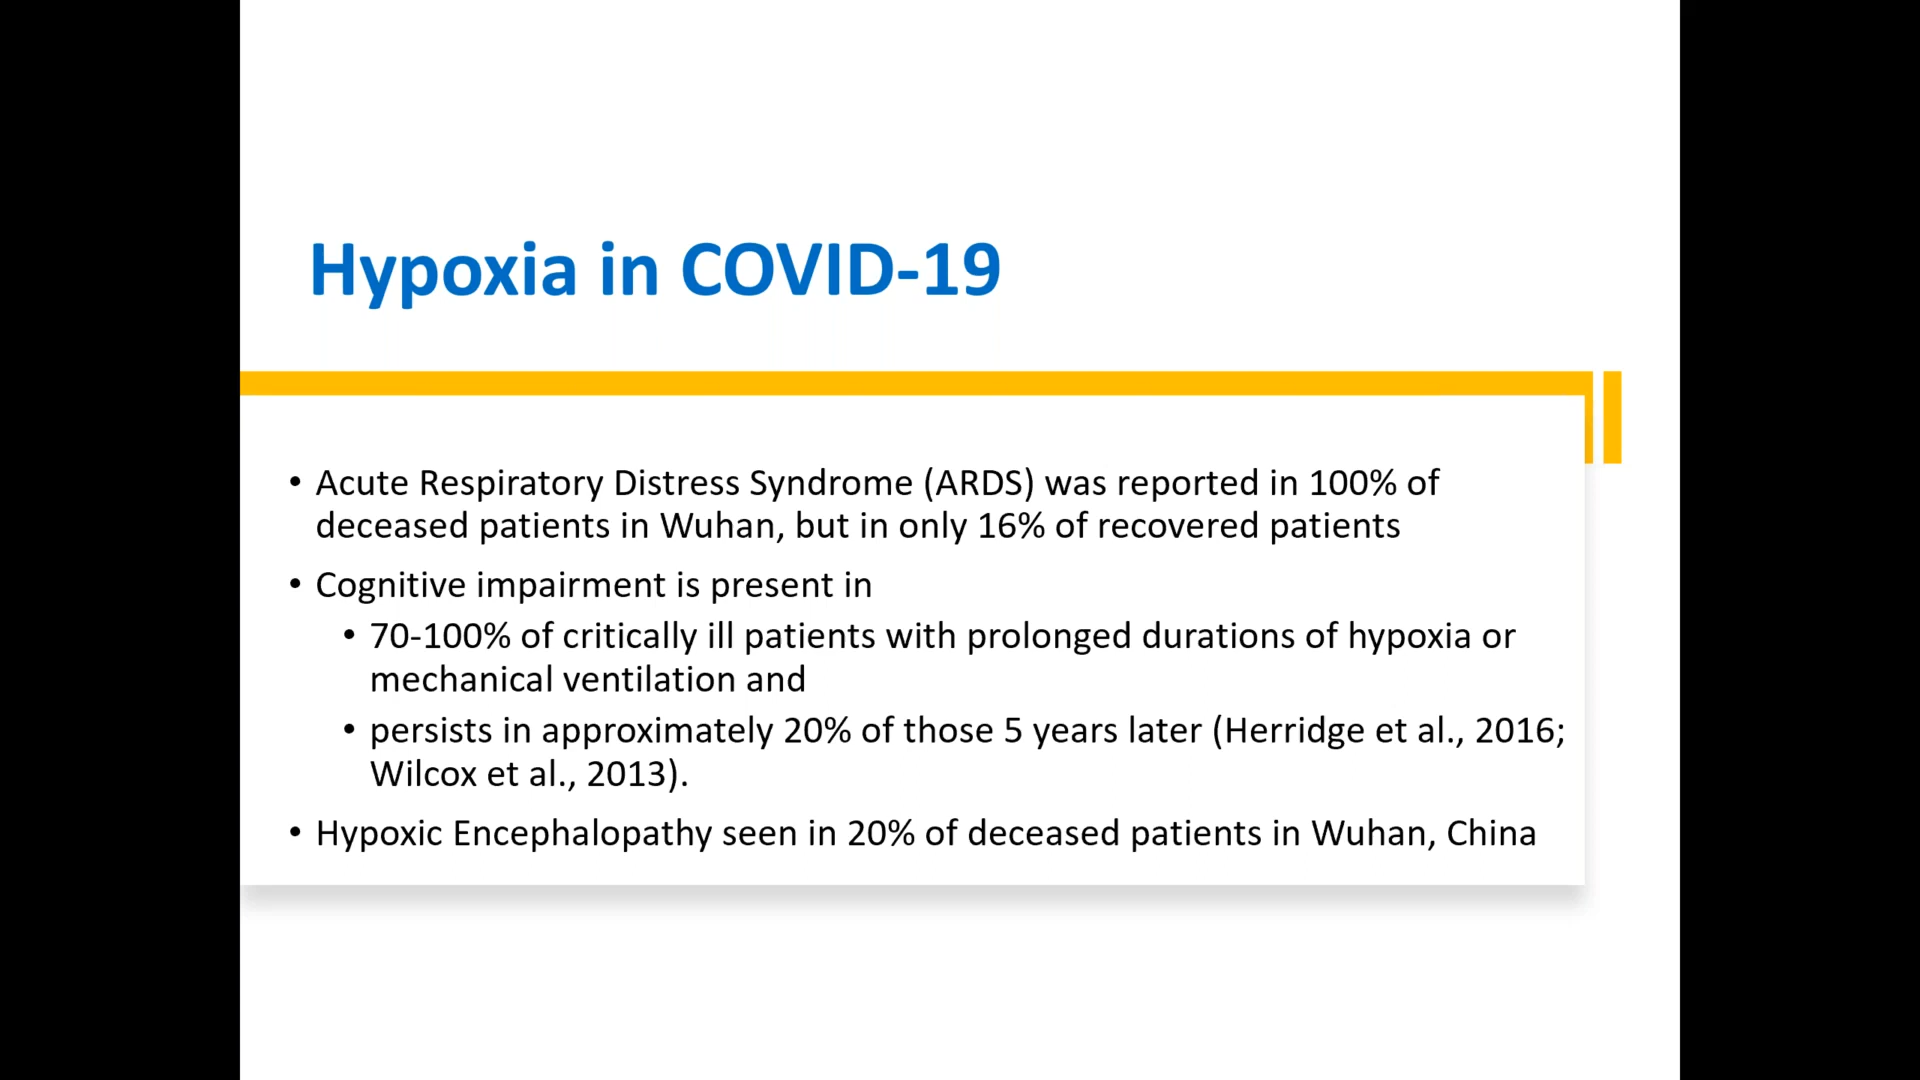 Hypoxia in COVID-19
• Acute Respiratory Distress Syndrome (ARDS) was reported in 100% of
deceased patients in Wuhan, but in only 16% of recovered patients
• Cognitive impairment is present in
• 70-100% of critically ill patients with prolonged durations of hypoxia or
mechanical ventilation and
• persists in approximately 20% of those 5 years later (Herridge et al., 2016;
Wilcox et al., 2013).
• Hypoxic Encephalopathy seen in 20% of deceased patients in Wuhan, China